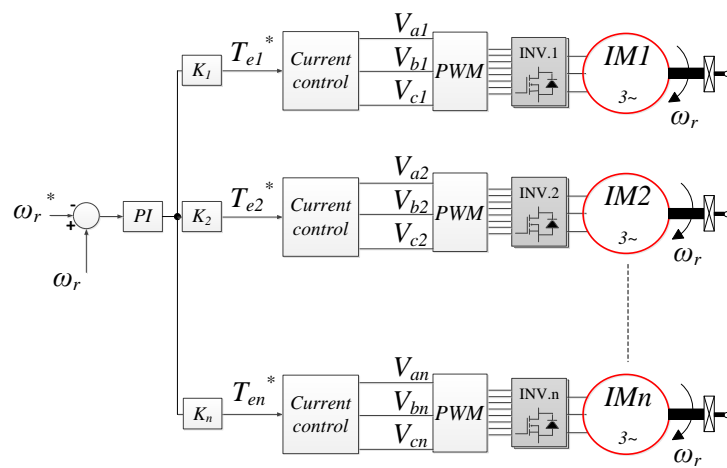 K1 Te1* Current control Va1 Vb1 Vc1 PWM INV.1 IM1 3~ ωr
ωr* - + ωr PI K2 Te2* Current control Va2 Vb2 Vc2 PWM INV.2 IM2 3~ ωr
Kn Ten* Current control Van Vbn Vcn PWM INV.n IMn 3~ ωr